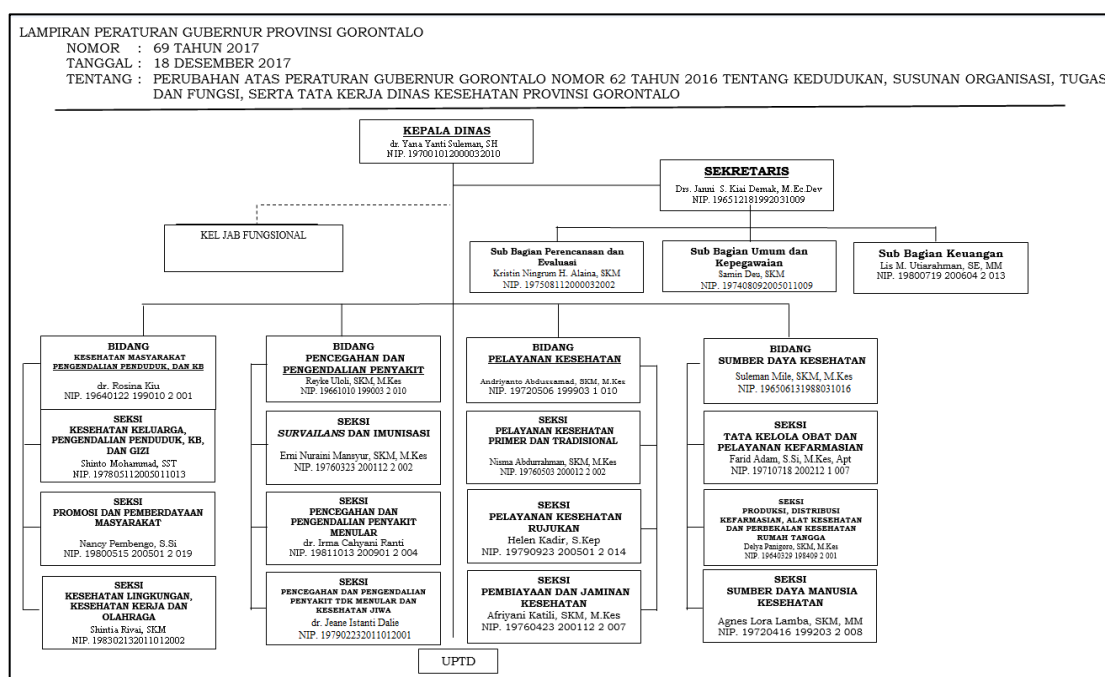 LAMPIRAN PERATURAN GUBERNUR PROVINSI GORONTALO
NOMOR : 69 TAHUN 2017
TANGGAL : 18 DESEMBER 2017
TENTANG : PERUBAHAN ATAS PERATURAN GUBERNUR GORONTALO NOMOR 62 TAHUN 2016 TENTANG KEDUDUKAN, SUSUNAN ORGANISASI, TUGAS
DAN FUNGSI, SERTA TATA KERJA DINAS KESEHATAN PROVINSI GORONTALO
KEPALA DINAS
dr. Yana Yanti Suleman, SH
NIP. 197001012000032010
SEKRETARIS
Drs. Janni S. Kiai Demak, M.Ec.Dev
NIP. 196512181992031009
KEL JAB FUNGSIONAL
Sub Bagian Perencanaan dan
Evaluasi
Kristin Ningrum H. Alaina, SKM
NIP. 197508112000032002
Sub Bagian Umum dan
Kepegawaian
Samin Deu, SKM
NIP. 197408092005011009
Sub Bagian Keuangan
Lis M. Utiarahman, SE, MM
NIP. 19800719 200604 2 013
BIDANG
KESEHATAN MASYARAKAT
PENGENDALIAN PENDUDUK, DAN KB
dr. Rosina Kiu
NIP. 19640122 199010 2 001
SEKSI
KESEHATAN KELUARGA,
PENGENDALIAN PENDUDUK, KB,
DAN GIZI
Shinto Mohammad, SST
NIP. 197805112005011013
SEKSI
PROMOSI DAN PEMBERDAYAAN
MASYARAKAT
Nancy Pembengo, S.Si
NIP. 19800515 200501 2 019
SEKSI
KESEHATAN LINGKUNGAN,
KESEHATAN KERJA DAN
OLAHRAGA
Shintia Rivai, SKM
NIP. 198302132011012002
BIDANG
PENCEGAHAN DAN
PENGENDALIAN PENYAKIT
Reyke Uloli, SKM, M.Kes
NIP. 19661010 199003 2 010
SEKSI
SURVAILANS DAN IMUNISASI
Erni Nuraini Mansyur, SKM, M.Kes
NIP. 19760323 200112 2 002
SEKSI
PENCEGAHAN DAN
PENGENDALIAN PENYAKIT
MENULAR
dr. Irma Cahyani Ranti
NIP. 19811013 200901 2 004
SEKSI
PENCEGAHAN DAN PENGENDALIAN
PENYAKIT TDK MENULAR DAN
KESEHATAN JIWA
dr. Jeane Istanti Dalie
NIP. 197902232011012001
BIDANG
PELAYANAN KESEHATAN
Andriyanto Abdussamad, SKM, M.Kes
NIP. 19720506 199903 1 010
SEKSI
PELAYANAN KESEHATAN
PRIMER DAN TRADISIONAL
Nisma Abdurrahman, SKM, M.Kes
NIP. 19760503 200012 2 002
SEKSI
PELAYANAN KESEHATAN
RUJUKAN
Helen Kadir, S.Kep
NIP. 19790923 200501 2 014
SEKSI
PEMBIAYAAN DAN JAMINAN
KESEHATAN
Afriyani Katili, SKM, M.Kes
NIP. 19760423 200112 2 007
BIDANG
SUMBER DAYA KESEHATAN
Suleman Mile, SKM, M.Kes
NIP. 196506131988031016
SEKSI
TATA KELOLA OBAT DAN
PELAYANAN KEFARMASIAN
Farid Adam, S.Si, M.Kes, Apt
NIP. 19710718 200212 1 007
SEKSI
PRODUKSI, DISTRIBUSI
KEFARMASIAN, ALAT KESEHATAN
DAN PERBEKALAN KESEHATAN
RUMAH TANGGA
Delya Panigoro, SKM, M.Kes
NIP. 19640329 198409 2 001
SEKSI
SUMBER DAYA MANUSIA
KESEHATAN
Agnes Lora Lamba, SKM, MM
NIP. 19720416 199203 2 008
UPTD